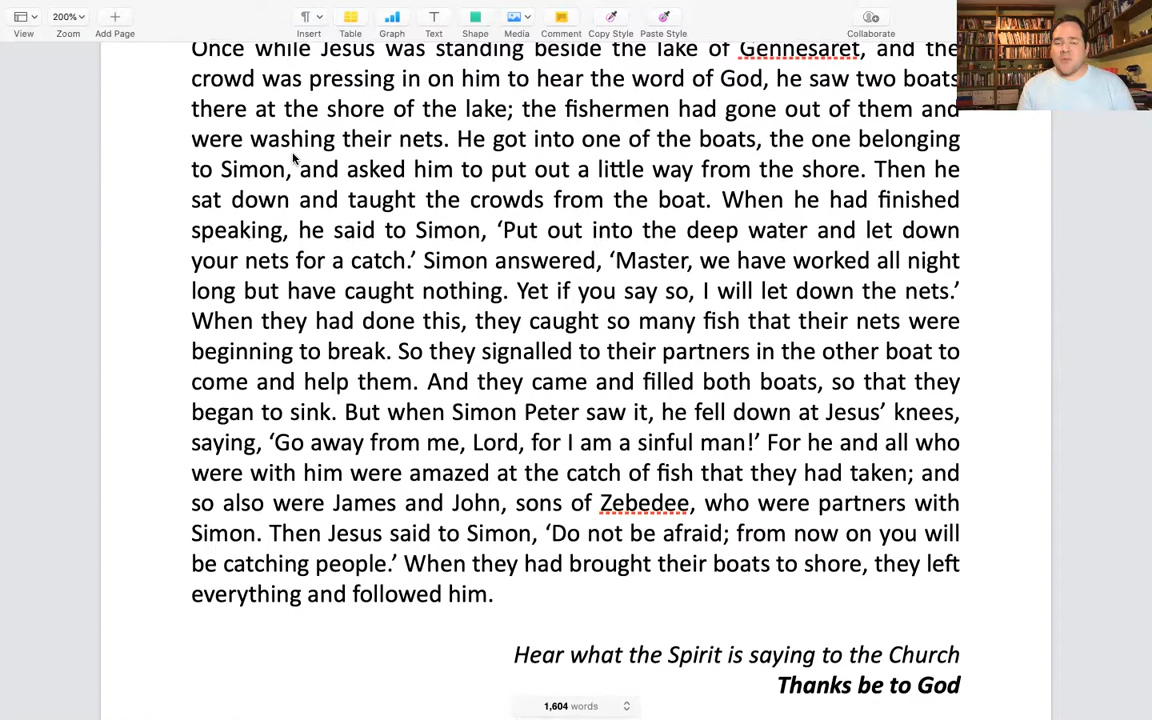 200%
View
Zoom
Add Page
Insert
Table
Graph
Text
Shape
Media
Comment
Copy Style
Paste Style
Collaborate
Once while Jesus was standing beside the lake of Gennesaret, and the
crowd was pressing in on him to hear the word of God, he saw two boats
there at the shore of the lake; the fishermen had gone out of them and
were washing their nets. He got into one of the boats, the one belonging
to Simon, and asked him to put out a little way from the shore. Then he
sat down and taught the crowds from the boat. When he had finished
speaking, he said to Simon, ‘Put out into the deep water and let down
your nets for a catch.’ Simon answered, ‘Master, we have worked all night
long but have caught nothing. Yet if you say so, I will let down the nets.’
When they had done this, they caught so many fish that their nets were
beginning to break. So they signalled to their partners in the other boat to
come and help them. And they came and filled both boats, so that they
began to sink. But when Simon Peter saw it, he fell down at Jesus’ knees,
saying, ‘Go away from me, Lord, for I am a sinful man!’ For he and all who
were with him were amazed at the catch of fish that they had taken; and
so also were James and John, sons of Zebedee, who were partners with
Simon. Then Jesus said to Simon, ‘Do not be afraid; from now on you will
be catching people.’ When they had brought their boats to shore, they left
everything and followed him.
Hear what the Spirit is saying to the Church
Thanks be to God
1,604 words